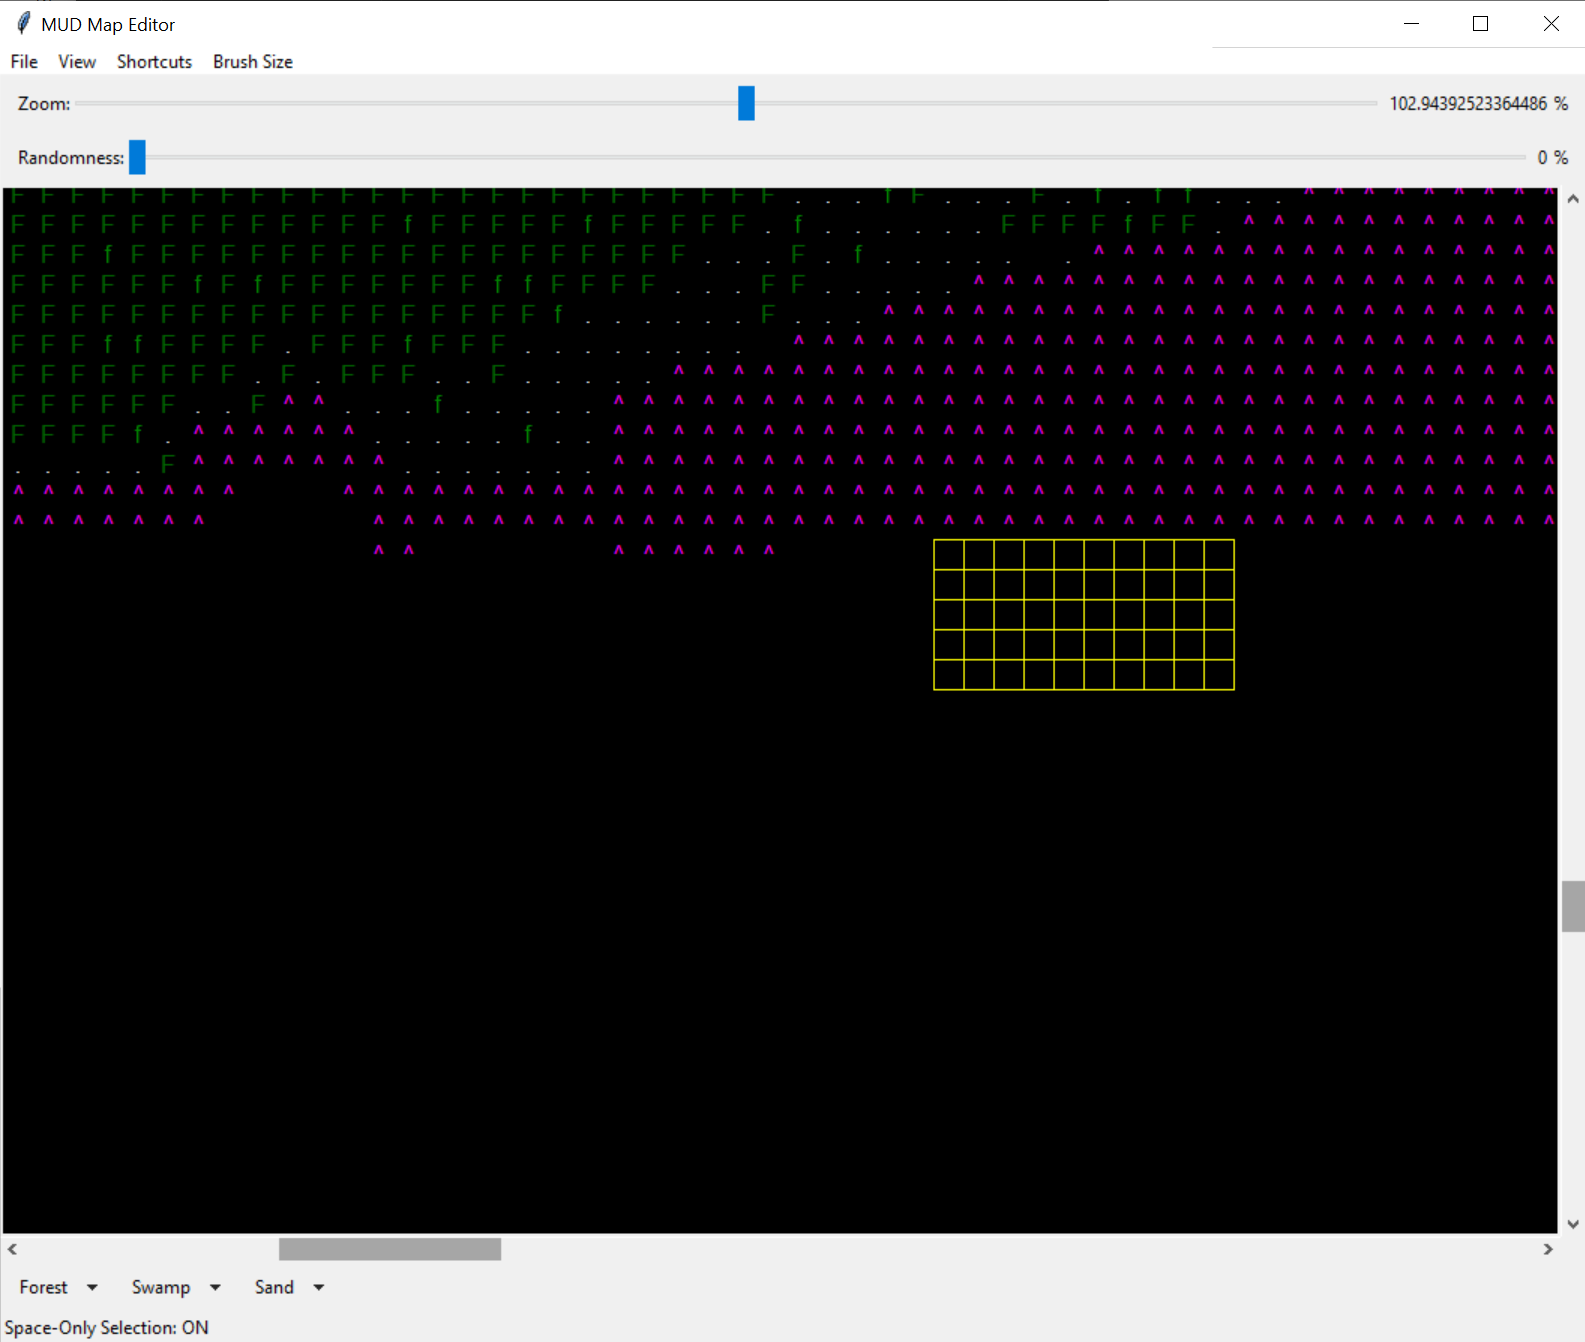 MUD Map Editor
File View Shortcuts Brush Size
Zoom: 102.94392523364486 %
Randomness: 0 %
F F F F F F F F F F F F F F F F F F F F F F F F F F . . . f F . . . F . f . f f . . . ^ ^ ^ ^ ^ ^ ^ ^ ^
F F F F F F F F F F F F F f F F F F F f F F F F F . f . . . . . . F F F F f F F . ^ ^ ^ ^ ^ ^ ^ ^ ^ ^ ^
F F F f F F F F F F F F F F F F F F F F F F F . . . F . f . . . . . . ^ ^ ^ ^ ^ ^ ^ ^ ^ ^ ^ ^ ^ ^ ^ ^
F F F F F F f F f F F F F F F F f f F F F F . . . F F . . . . . ^ ^ ^ ^ ^ ^ ^ ^ ^ ^ ^ ^ ^ ^ ^ ^ ^ ^ ^ ^
F F F F F F F F F F F F F F F F F F f . . . . . . F . . . ^ ^ ^ ^ ^ ^ ^ ^ ^ ^ ^ ^ ^ ^ ^ ^ ^ ^ ^ ^ ^ ^ ^
F F F f f F F F F . F F F f F F F . . . . . . . . ^ ^ ^ ^ ^ ^ ^ ^ ^ ^ ^ ^ ^ ^ ^ ^ ^ ^ ^ ^ ^ ^ ^ ^ ^ ^
F F F F F F F F . F . F F F . . F . . . . . ^ ^ ^ ^ ^ ^ ^ ^ ^ ^ ^ ^ ^ ^ ^ ^ ^ ^ ^ ^ ^ ^ ^ ^ ^ ^ ^ ^ ^ ^
F F F F F F . . F ^ ^ . . . f . . . . . ^ ^ ^ ^ ^ ^ ^ ^ ^ ^ ^ ^ ^ ^ ^ ^ ^ ^ ^ ^ ^ ^ ^ ^ ^ ^ ^ ^ ^ ^ ^ ^
F F F F f . ^ ^ ^ ^ ^ ^ . . . . . f . . ^ ^ ^ ^ ^ ^ ^ ^ ^ ^ ^ ^ ^ ^ ^ ^ ^ ^ ^ ^ ^ ^ ^ ^ ^ ^ ^ ^ ^ ^ ^ ^
. . . . . F ^ ^ ^ ^ ^ ^ ^ . . . . . . . ^ ^ ^ ^ ^ ^ ^ ^ ^ ^ ^ ^ ^ ^ ^ ^ ^ ^ ^ ^ ^ ^ ^ ^ ^ ^ ^ ^ ^ ^ ^ ^
^ ^ ^ ^ ^ ^ ^ ^ ^ ^ ^ ^ ^ ^ ^ ^ ^ ^ ^ ^ ^ ^ ^ ^ ^ ^ ^ ^ ^ ^ ^ ^ ^ ^ ^ ^ ^ ^ ^ ^ ^ ^ ^ ^ ^ ^ ^ ^ ^
^ ^ ^ ^ ^ ^ ^ ^ ^ ^ ^ ^ ^ ^ ^ ^ ^ ^ ^ ^ ^ ^ ^ ^ ^ ^ ^ ^ ^ ^ ^ ^ ^ ^ ^ ^ ^ ^ ^ ^ ^ ^ ^ ^ ^ ^ ^
^ ^ ^ ^ ^ ^ ^ ^
Forest Swamp Sand
Space-Only Selection: ON